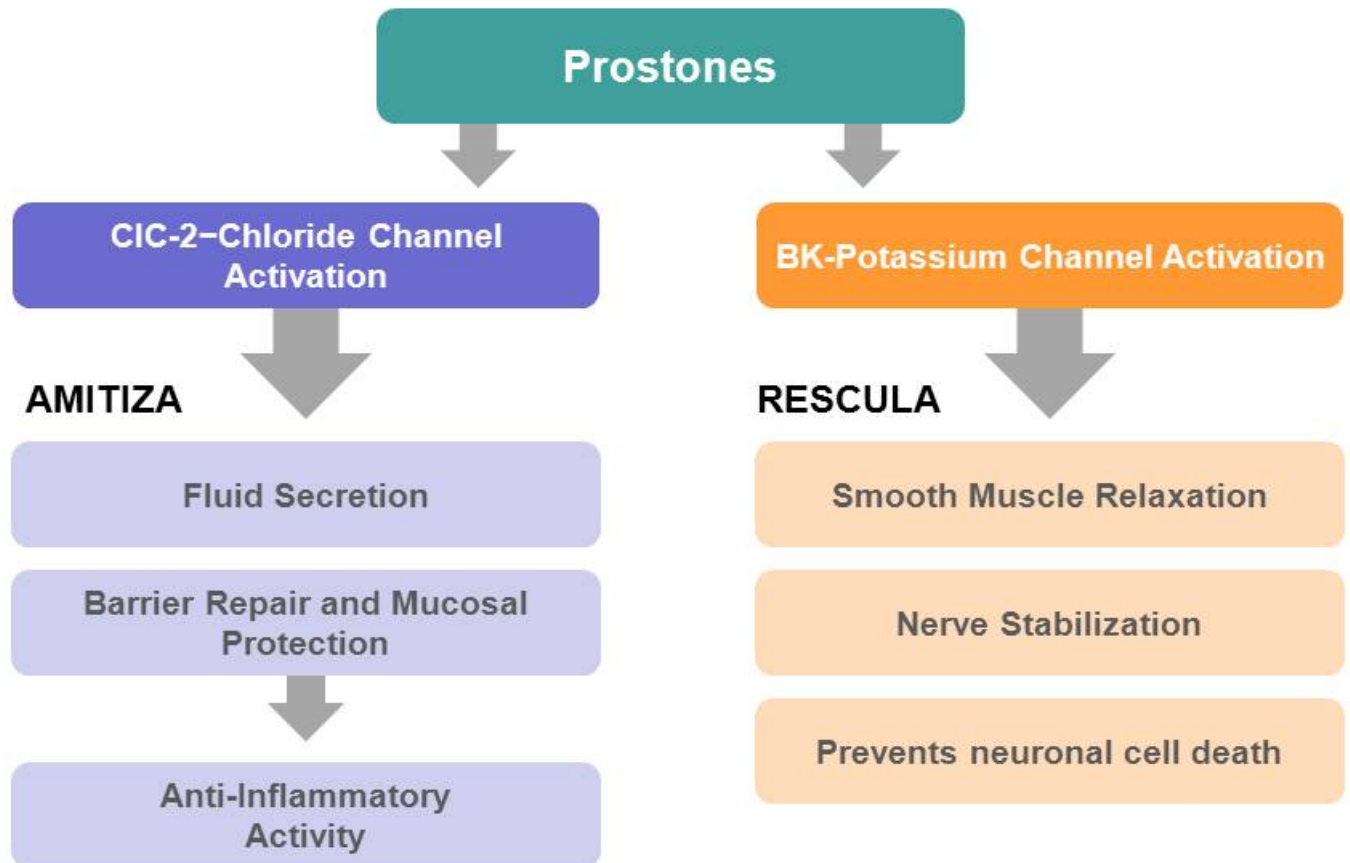 Prostones
ClC-2−Chloride Channel
Activation
BK-Potassium Channel Activation
AMITIZA
RESCULA
Fluid Secretion
Smooth Muscle Relaxation
Barrier Repair and Mucosal
Protection
Nerve Stabilization
Prevents neuronal cell death
Anti-Inflammatory
Activity